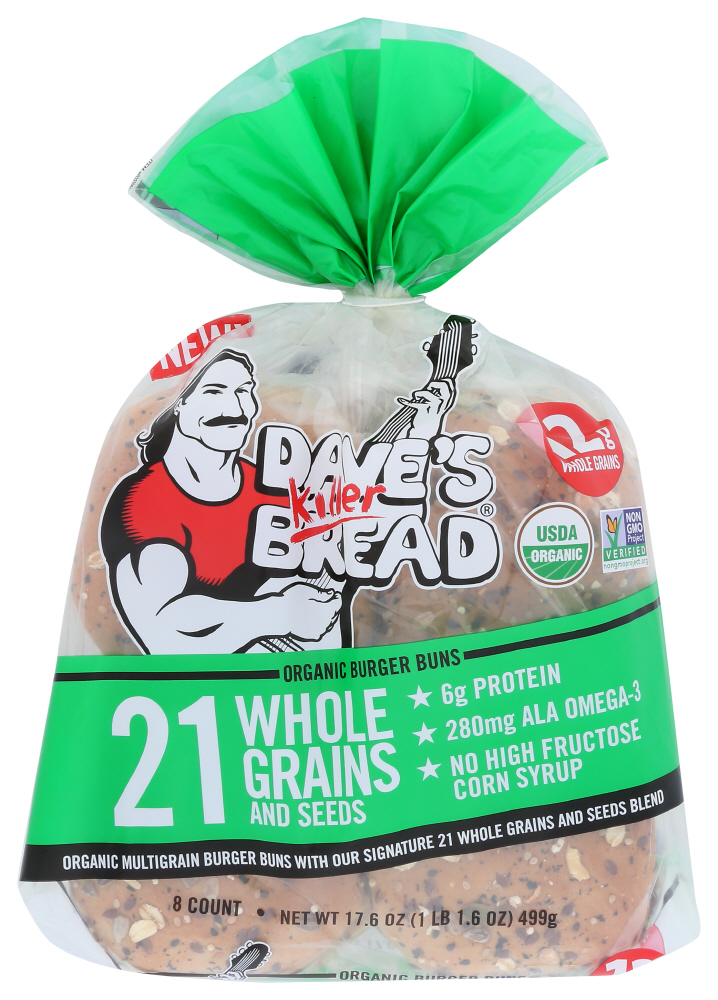 NEW!
DAVE'S
Killer
BREAD®
2g
WHOLE GRAINS
USDA
ORGANIC
NON
GMO
Project
VERIFIED
nongmoproject.org
ORGANIC BURGER BUNS
21 WHOLE
GRAINS
AND SEEDS
★ 6g PROTEIN
★ 280mg ALA OMEGA-3
★ NO HIGH FRUCTOSE
CORN SYRUP
ORGANIC MULTIGRAIN BURGER BUNS WITH OUR SIGNATURE 21 WHOLE GRAINS AND SEEDS BLEND
8 COUNT • NET WT 17.6 OZ (1 LB 1.6 OZ) 499g
ORGANIC BURGER BUNS